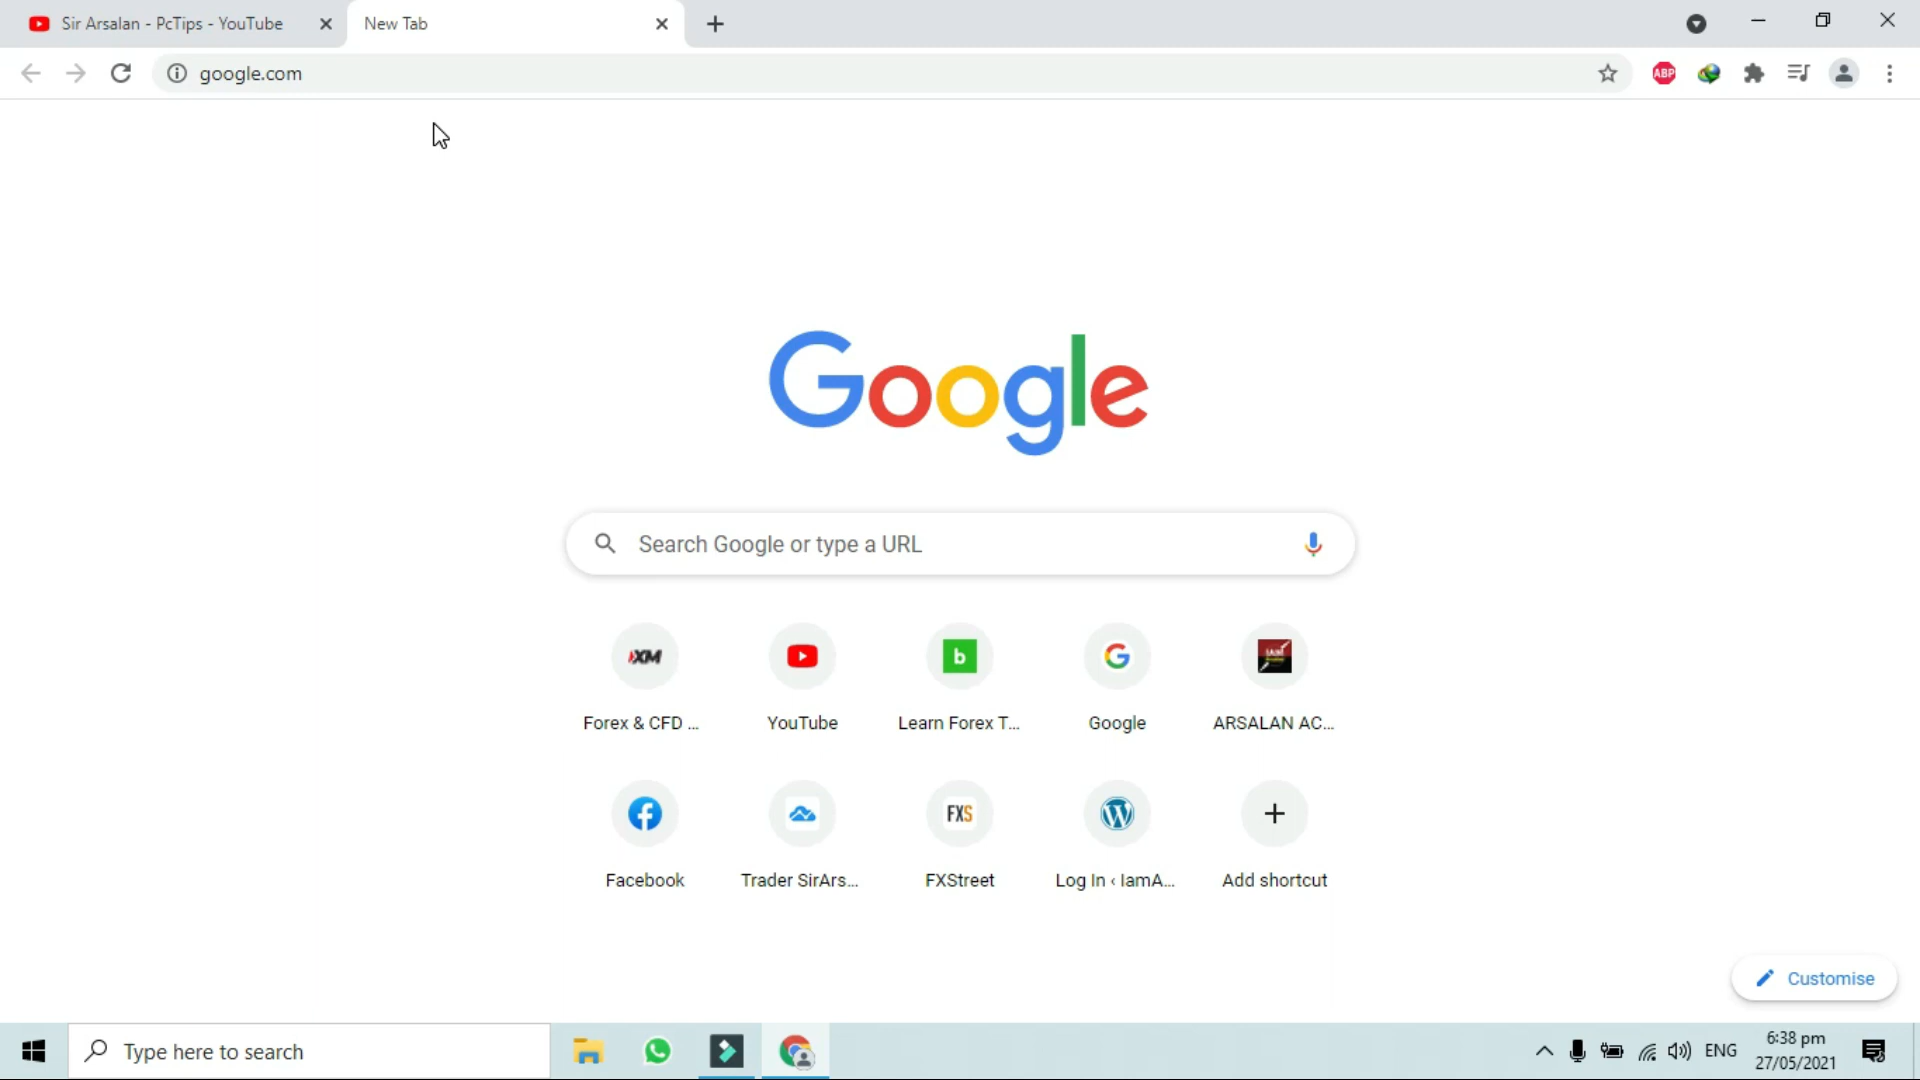 Sir Arsalan - PcTips - YouTube
New Tab
google.com
ABP
Google
Search Google or type a URL
XM
b
G
Forex & CFD ...
YouTube
Learn Forex T...
Google
ARSALAN AC...
FXS
Facebook
Trader SirArs...
FXStreet
Log In ‹ IamA...
Add shortcut
Customise
Type here to search
ENG
6:38 pm
27/05/2021